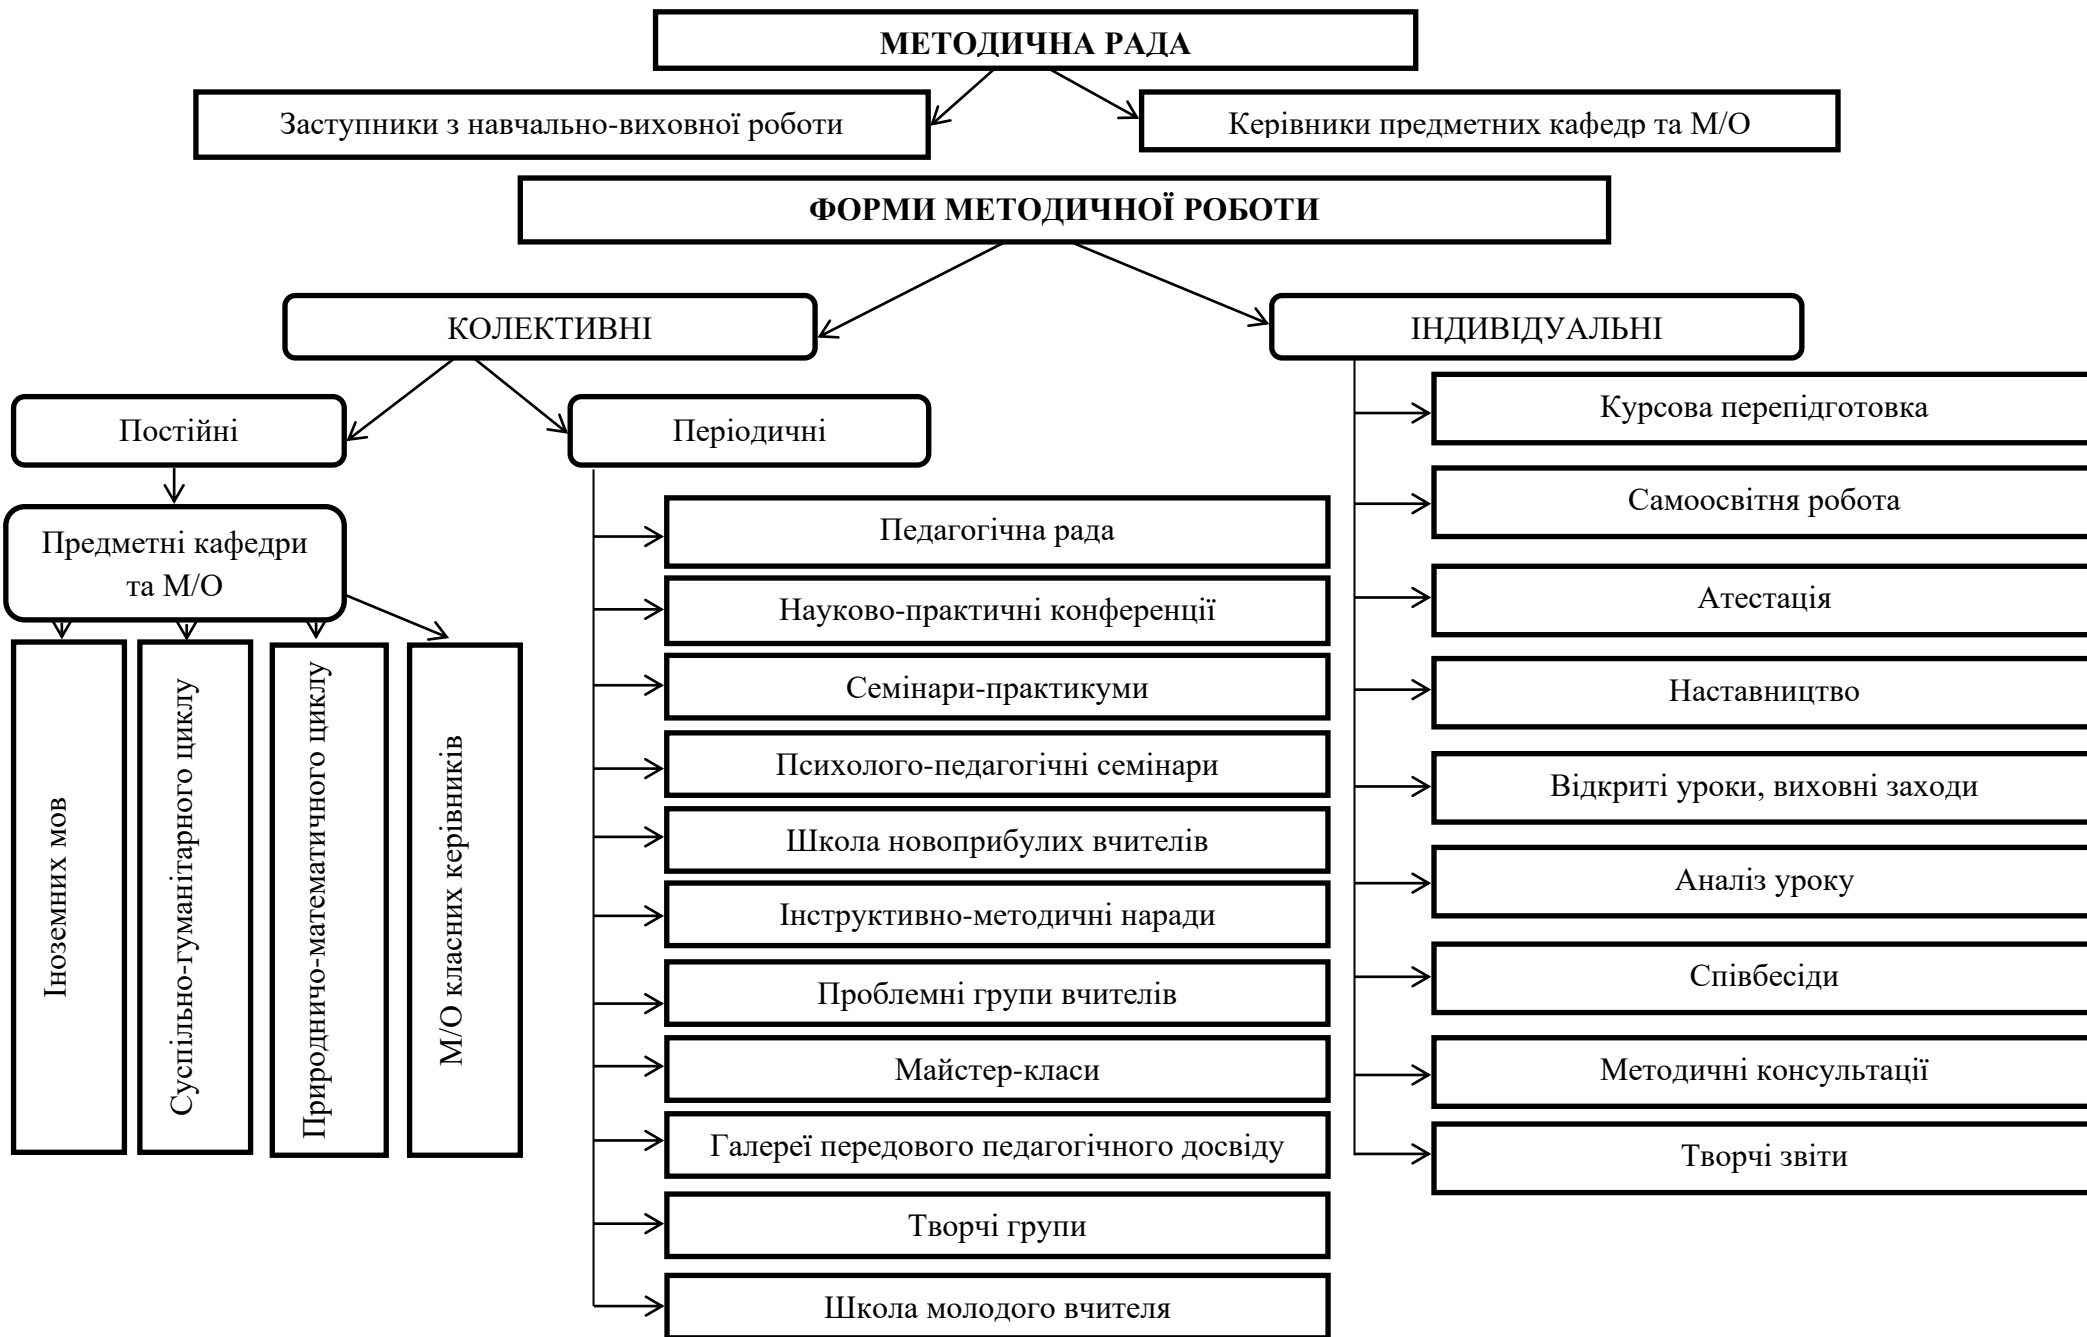 МЕТОДИЧНА РАДА
Заступники з навчально-виховної роботи
Керівники предметних кафедр та М/О
ФОРМИ МЕТОДИЧНОЇ РОБОТИ
КОЛЕКТИВНІ
ІНДИВІДУАЛЬНІ
Постійні
Періодичні
Предметні кафедри
та М/О
Іноземних мов
Суспільно-гуманітарного циклу
Природничо-математичного циклу
М/О класних керівників
Педагогічна рада
Науково-практичні конференції
Семінари-практикуми
Психолого-педагогічні семінари
Школа новоприбулих вчителів
Інструктивно-методичні наради
Проблемні групи вчителів
Майстер-класи
Галереї передового педагогічного досвіду
Творчі групи
Школа молодого вчителя
Курсова перепідготовка
Самоосвітня робота
Атестація
Наставництво
Відкриті уроки, виховні заходи
Аналіз уроку
Співбесіди
Методичні консультації
Творчі звіти